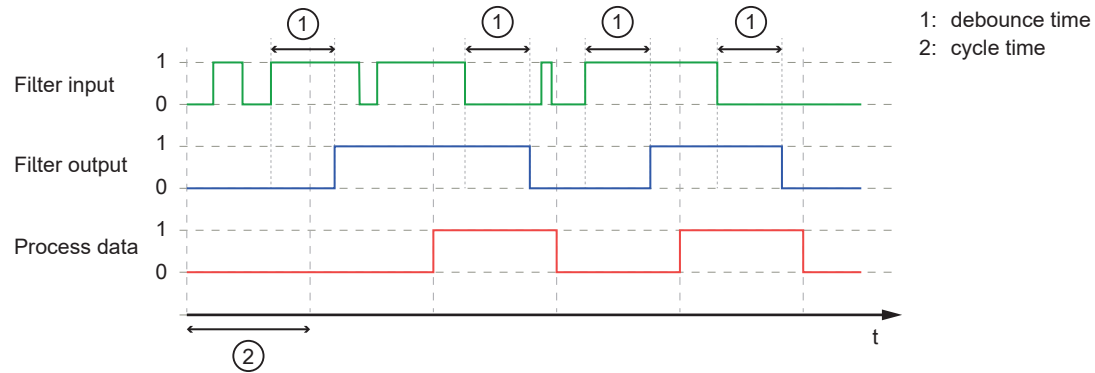 1 1 1 1
1: debounce time
2: cycle time
1
Filter input
0
1
Filter output
0
1
Process data
0
t
2